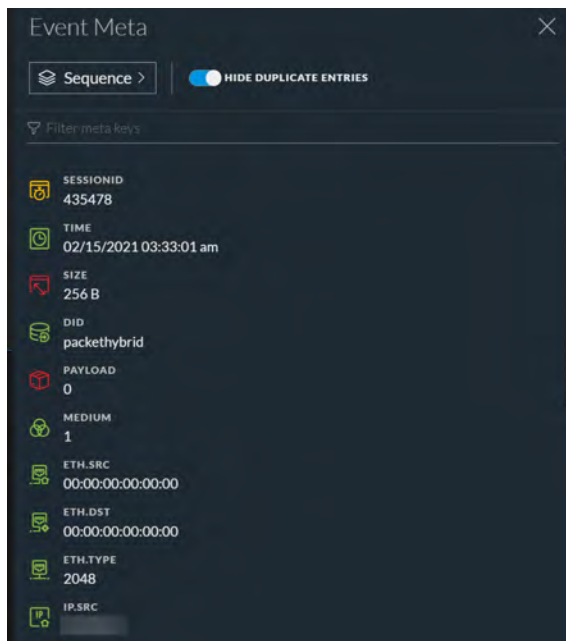 Event Meta
Sequence >
HIDE DUPLICATE ENTRIES
Filter meta keys
SESSIONID
435478
TIME
02/15/2021 03:33:01 am
SIZE
256 B
DID
packethybrid
PAYLOAD
0
MEDIUM
1
ETH.SRC
00:00:00:00:00:00
ETH.DST
00:00:00:00:00:00
ETH.TYPE
2048
IP
IP.SRC